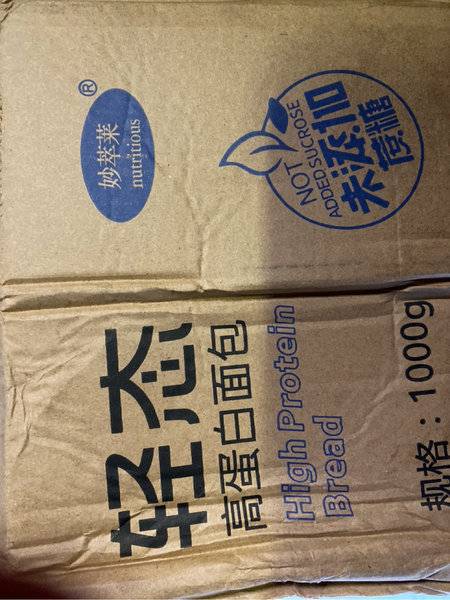 妙萃莱®
nutritious
NOT
ADDED SUCROSE
未添加
蔗糖
轻态
高蛋白面包
High Protein
Bread
规格：1000g